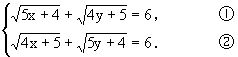 √(5x + 4) + √(4y + 5) = 6, ①
√(4x + 5) + √(5y + 4) = 6. ②